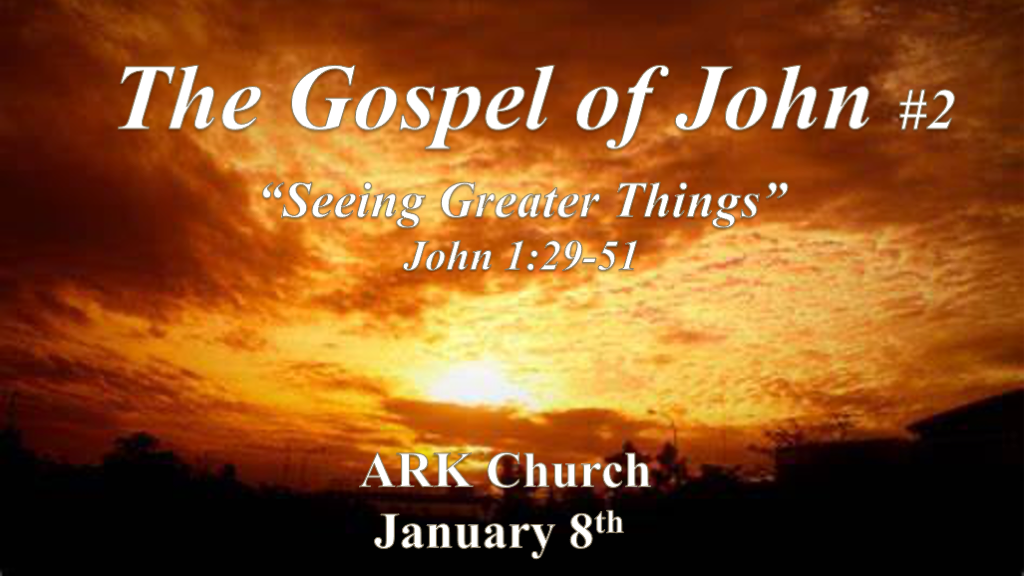 The Gospel of John #2
“Seeing Greater Things”
John 1:29-51
ARK Church
January 8th